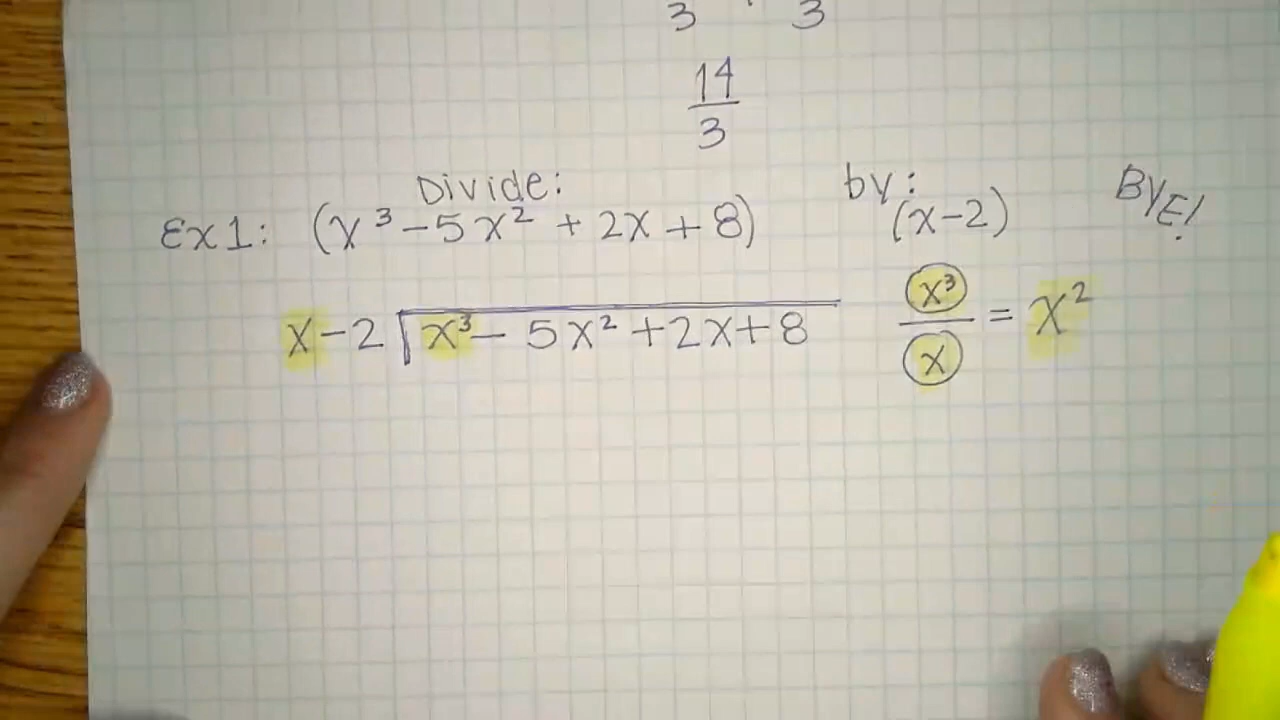 3 3
14
3
Divide: by:
Ex1: (x³ - 5x² + 2x + 8) (x-2) BYE!
x³
x-2 x³ - 5x² + 2x + 8 = x²
x